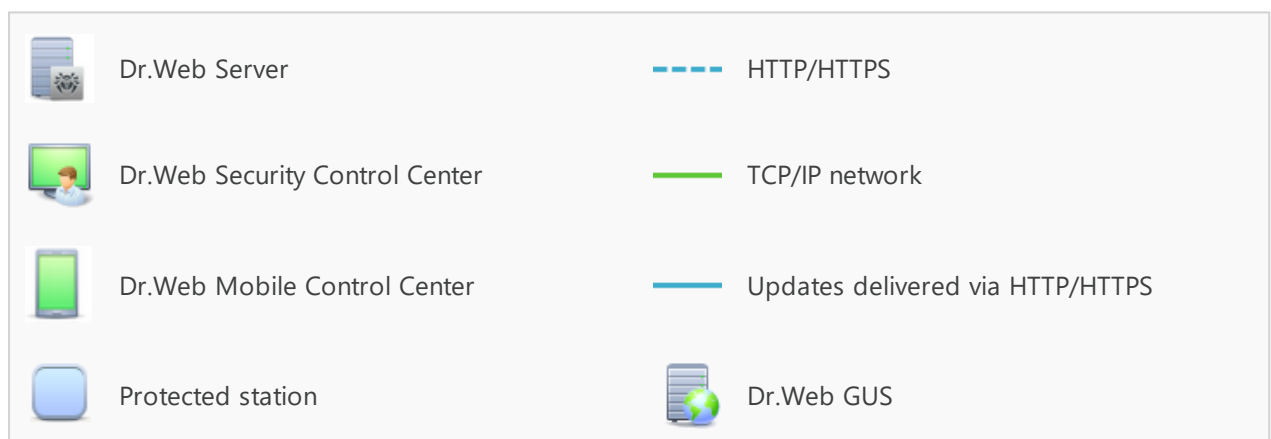 Dr.Web Server
HTTP/HTTPS
Dr.Web Security Control Center
TCP/IP network
Dr.Web Mobile Control Center
Updates delivered via HTTP/HTTPS
Protected station
Dr.Web GUS